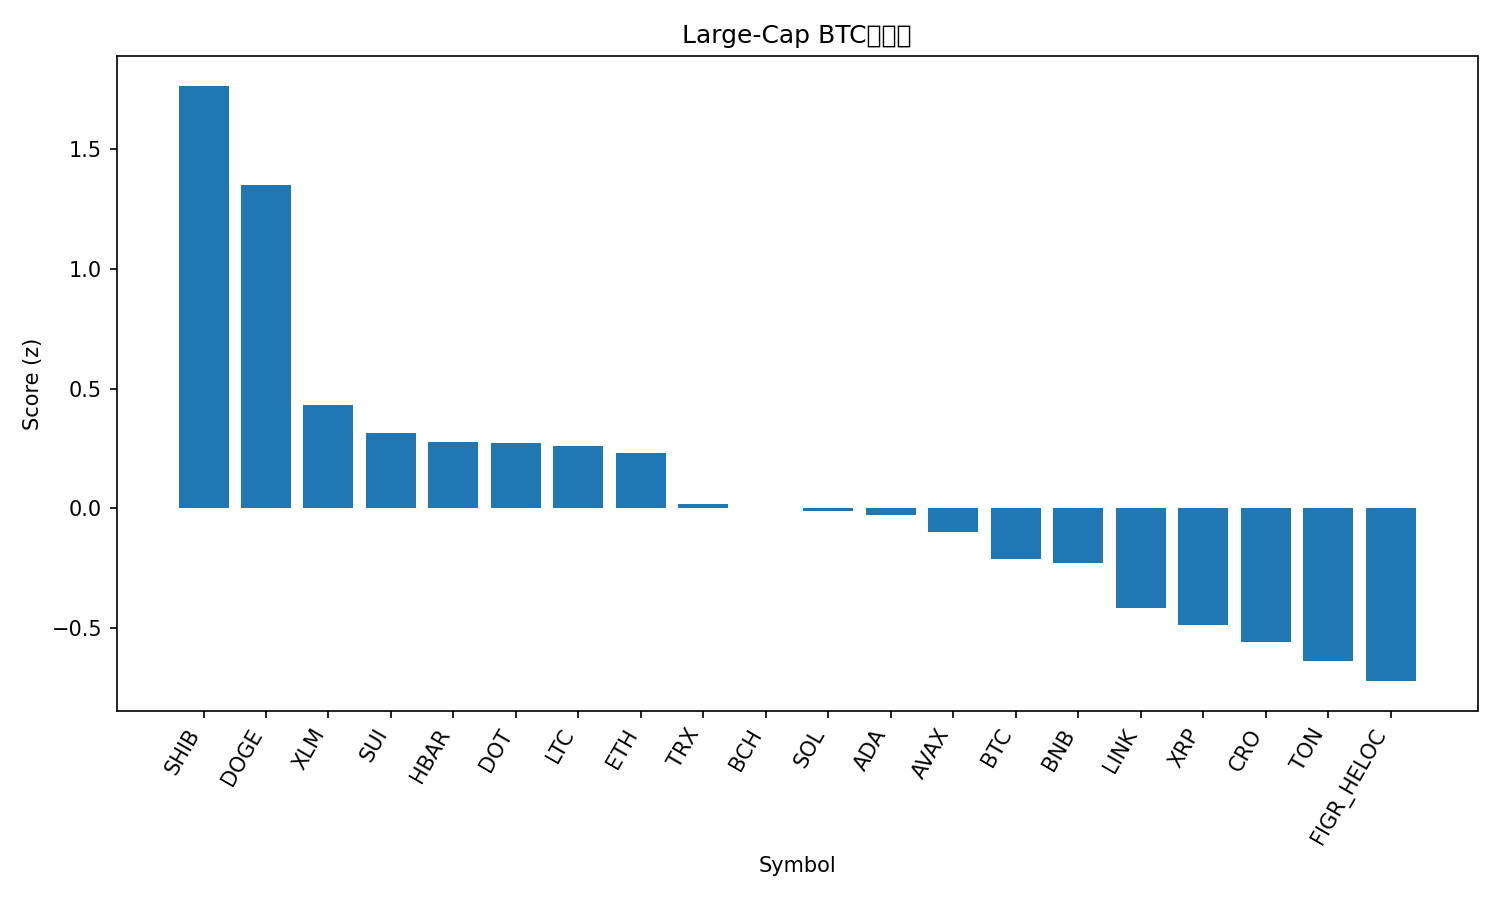 Large-Cap BTC
Score (z)
1.5
1.0
0.5
0.0
−0.5
SHIB
DOGE
XLM
SUI
HBAR
DOT
LTC
ETH
TRX
BCH
SOL
ADA
AVAX
BTC
BNB
LINK
XRP
CRO
TON
FIGR_HELOC
Symbol